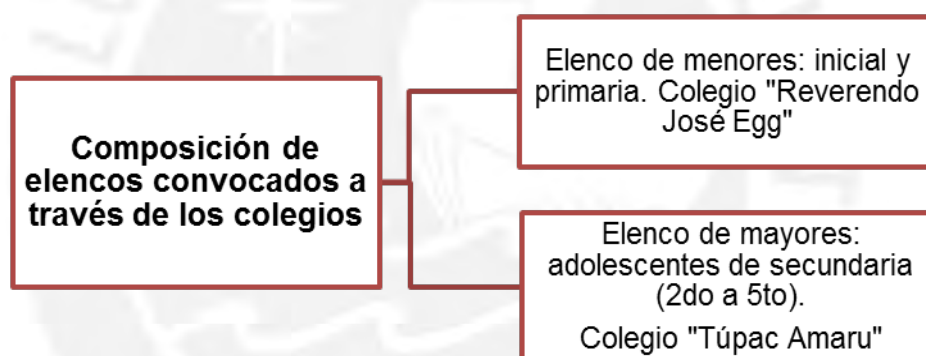 Composición de
elencos convocados a
través de los colegios
Elenco de menores: inicial y
primaria. Colegio "Reverendo
José Egg"
Elenco de mayores:
adolescentes de secundaria
(2do a 5to).
Colegio "Túpac Amaru"